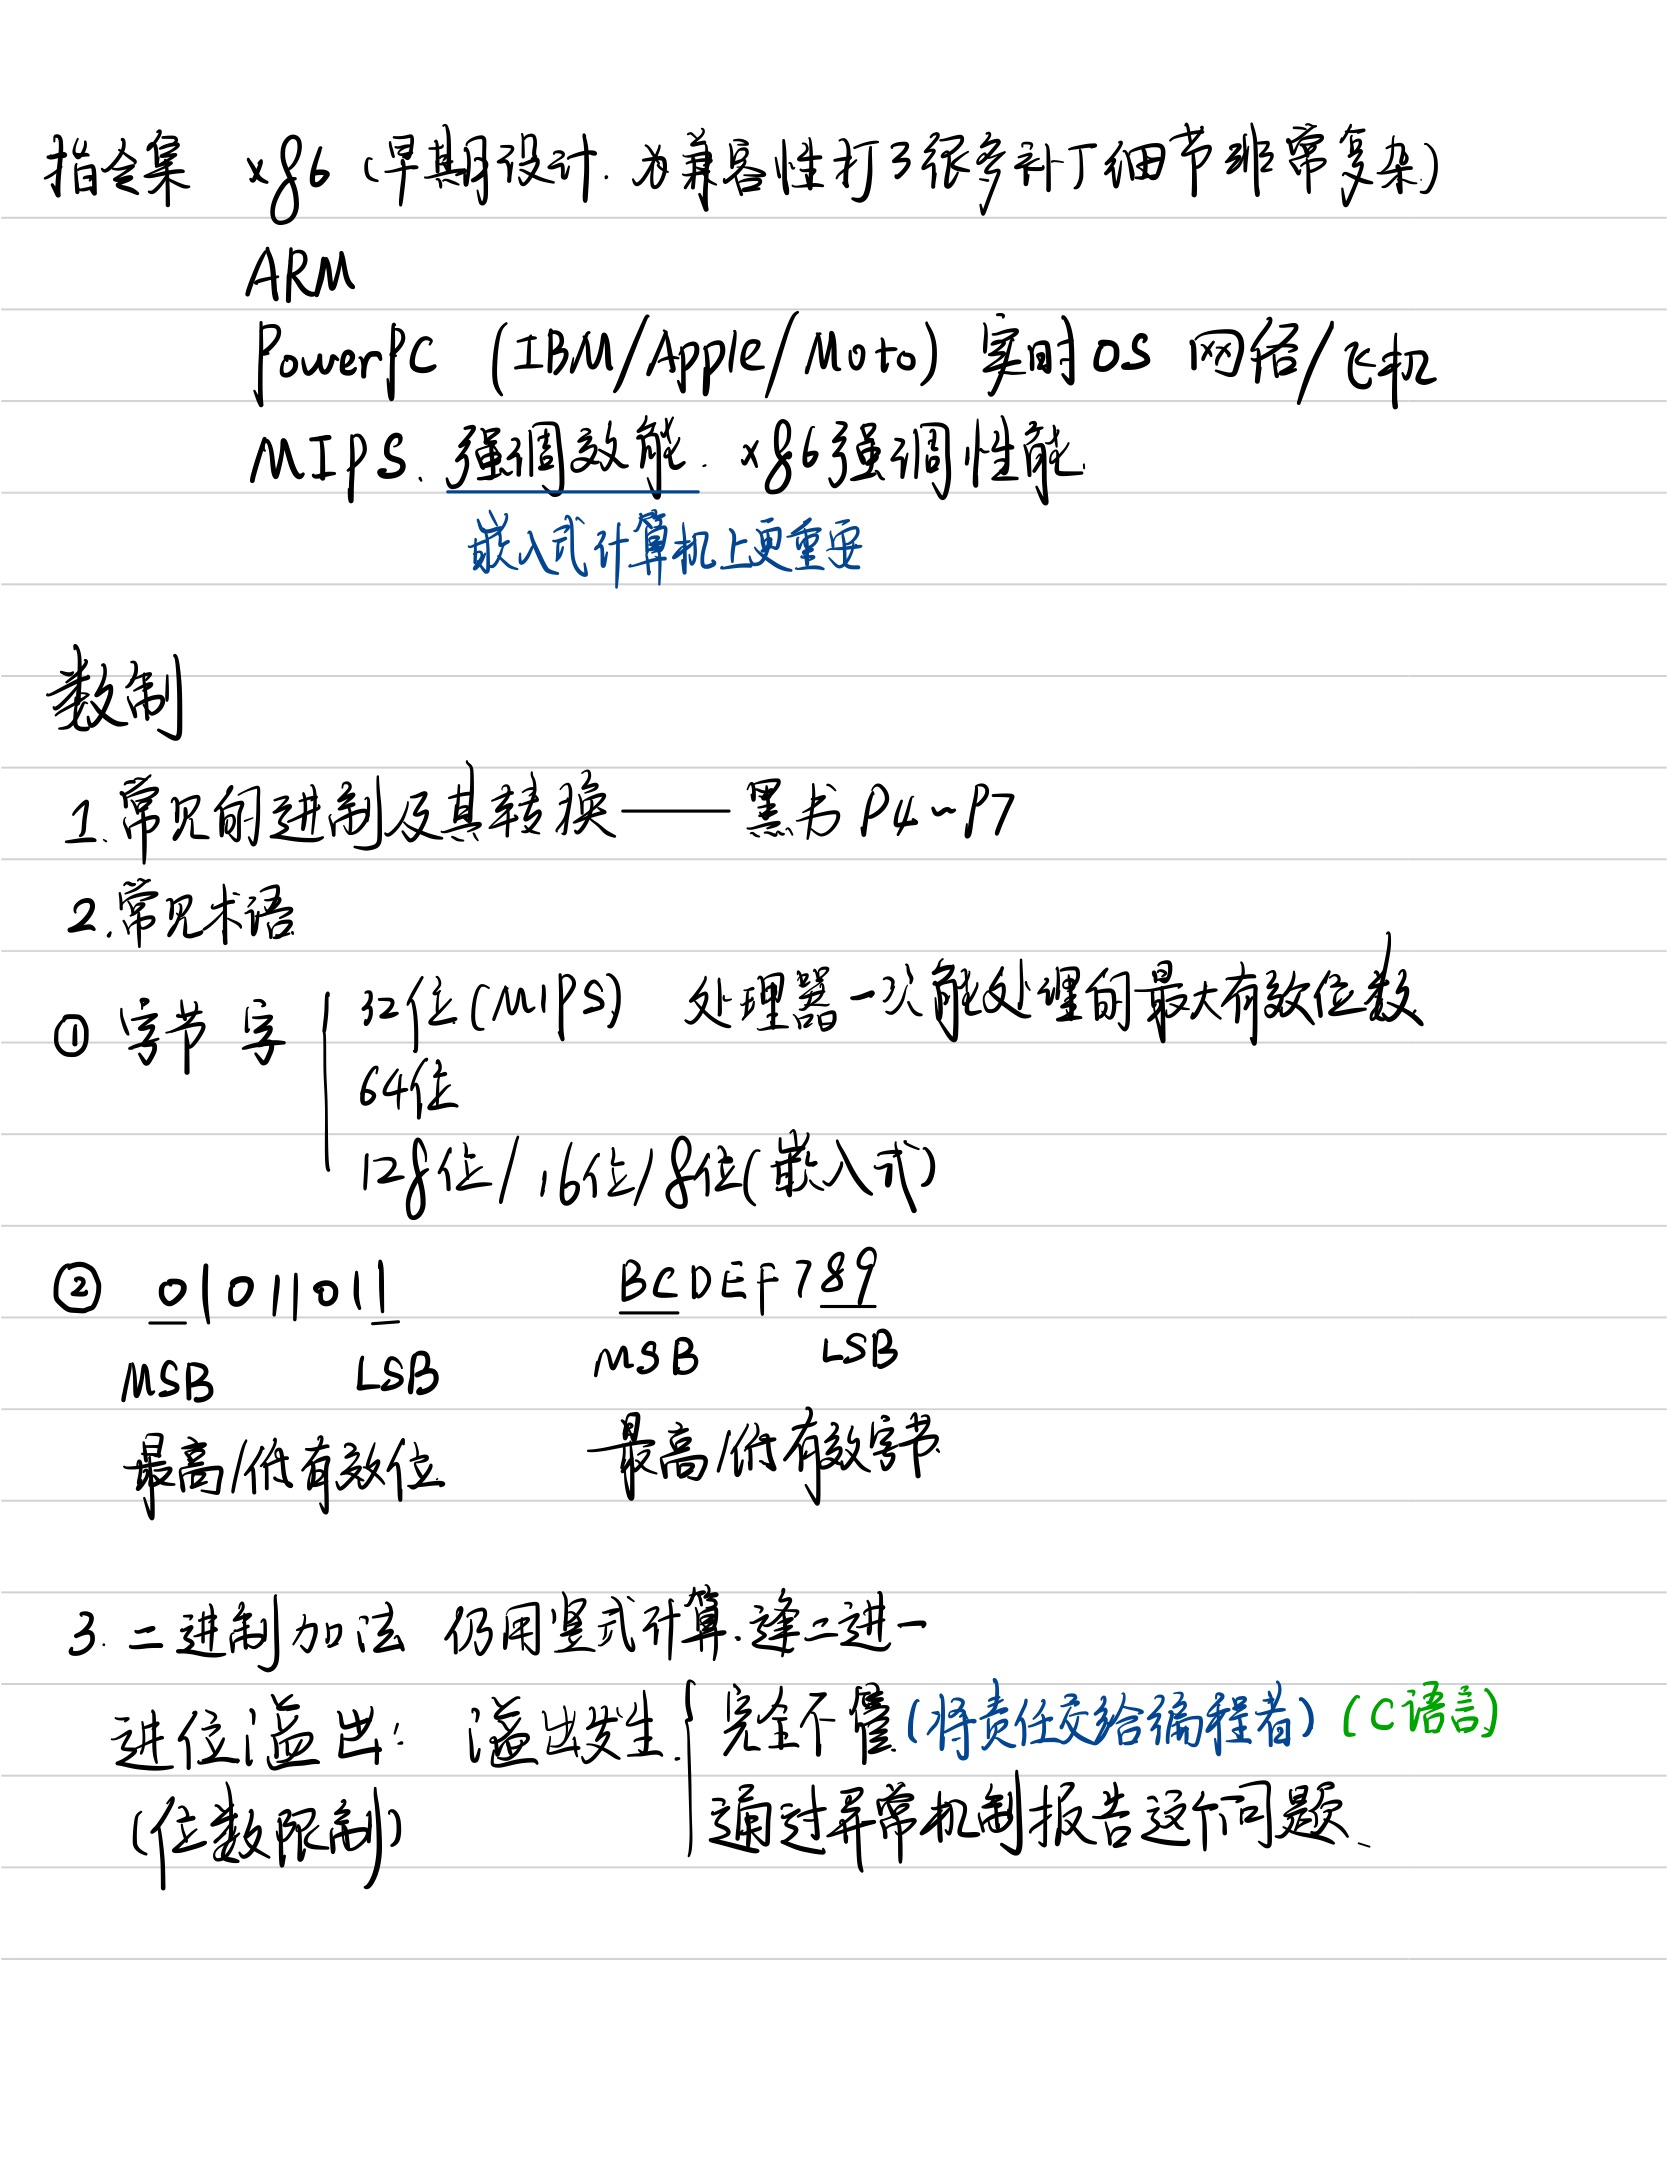 指令集 x86 (早期设计. 为兼容性打了很多补丁细节非常复杂)
ARM
PowerPC (IBM/Apple/Moto) 实时OS 网络/飞机
MIPS. 强调效能. x86强调性能.
嵌入式计算机上更重要
数制
1. 常见的进制及其转换——黑书 P4~P7
2. 常见术语
① 字节 字 32位(MIPS) 处理器一次能处理的最大有效位数
64位
128位/16位/8位(嵌入式)
② 01011011 BCDEF789
MSB LSB MSB LSB
最高/低有效位 最高/低有效字节
3. 二进制加法 仍用竖式计算.逢二进一
进位溢出: 溢出发生. 完全不管(将责任交给编程者)(C语言)
(位数限制) 通过异常机制报告这个问题、